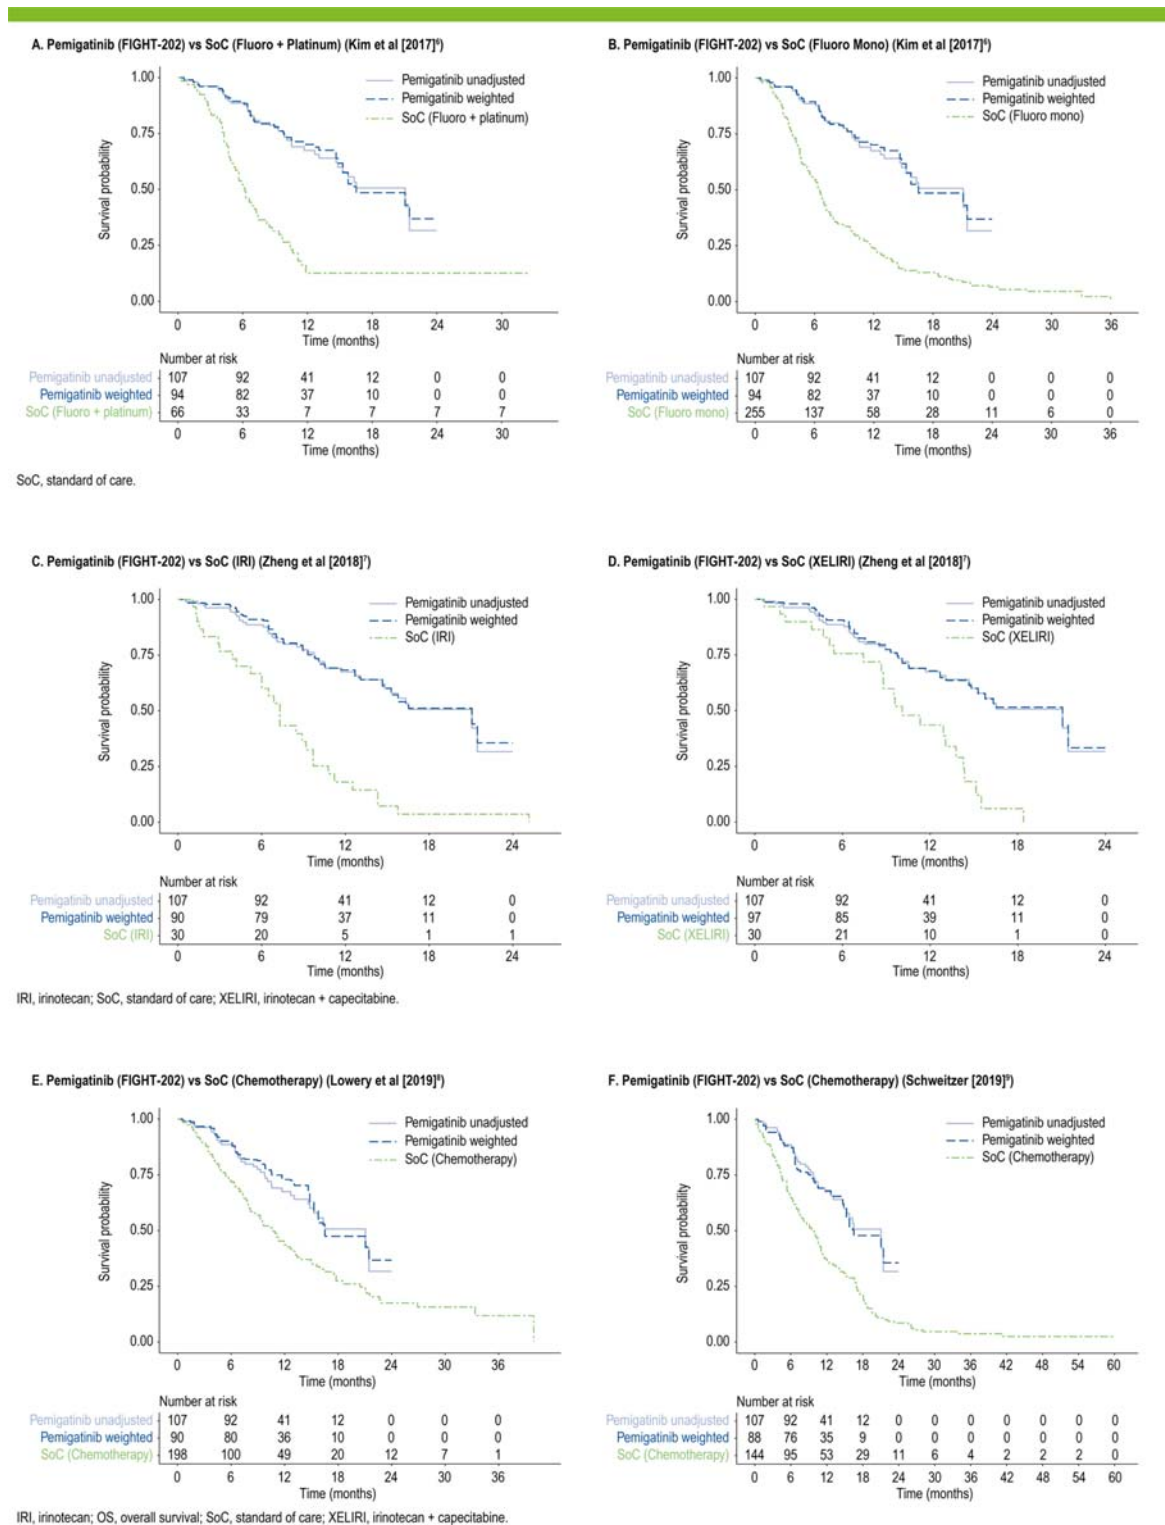 A. Pemigatinib (FIGHT-202) vs SoC (Fluoro + Platinum) (Kim et al [2017]⁶)
1.00
0.75
0.50
0.25
0.00
Survival probability
Pemigatinib unadjusted
Pemigatinib weighted
SoC (Fluoro + platinum)
0 6 12 18 24 30
Time (months)
Number at risk
Pemigatinib unadjusted 107 92 41 12 0 0
Pemigatinib weighted 94 82 37 10 0 0
SoC (Fluoro + platinum) 66 33 7 7 7 7
0 6 12 18 24 30
Time (months)
B. Pemigatinib (FIGHT-202) vs SoC (Fluoro Mono) (Kim et al [2017]⁶)
1.00
0.75
0.50
0.25
0.00
Survival probability
Pemigatinib unadjusted
Pemigatinib weighted
SoC (Fluoro mono)
0 6 12 18 24 30 36
Time (months)
Number at risk
Pemigatinib unadjusted 107 92 41 12 0 0 0
Pemigatinib weighted 94 82 37 10 0 0 0
SoC (Fluoro mono) 255 137 58 28 11 6 0
0 6 12 18 24 30 36
Time (months)
SoC, standard of care.
C. Pemigatinib (FIGHT-202) vs SoC (IRI) (Zheng et al [2018]⁷)
1.00
0.75
0.50
0.25
0.00
Survival probability
Pemigatinib unadjusted
Pemigatinib weighted
SoC (IRI)
0 6 12 18 24
Time (months)
Number at risk
Pemigatinib unadjusted 107 92 41 12 0
Pemigatinib weighted 90 79 37 11 0
SoC (IRI) 30 20 5 1 1
0 6 12 18 24
Time (months)
D. Pemigatinib (FIGHT-202) vs SoC (XELIRI) (Zheng et al [2018]⁷)
1.00
0.75
0.50
0.25
0.00
Survival probability
Pemigatinib unadjusted
Pemigatinib weighted
SoC (XELIRI)
0 6 12 18 24
Time (months)
Number at risk
Pemigatinib unadjusted 107 92 41 12 0
Pemigatinib weighted 97 85 39 11 0
SoC (XELIRI) 30 21 10 1 0
0 6 12 18 24
Time (months)
IRI, irinotecan; SoC, standard of care; XELIRI, irinotecan + capecitabine.
E. Pemigatinib (FIGHT-202) vs SoC (Chemotherapy) (Lowery et al [2019]⁸)
1.00
0.75
0.50
0.25
0.00
Survival probability
Pemigatinib unadjusted
Pemigatinib weighted
SoC (Chemotherapy)
0 6 12 18 24 30 36
Time (months)
Number at risk
Pemigatinib unadjusted 107 92 41 12 0 0 0
Pemigatinib weighted 90 80 36 10 0 0 0
SoC (Chemotherapy) 198 100 49 20 12 7 1
0 6 12 18 24 30 36
Time (months)
F. Pemigatinib (FIGHT-202) vs SoC (Chemotherapy) (Schweitzer [2019]⁹)
1.00
0.75
0.50
0.25
0.00
Survival probability
Pemigatinib unadjusted
Pemigatinib weighted
SoC (Chemotherapy)
0 6 12 18 24 30 36 42 48 54 60
Time (months)
Number at risk
Pemigatinib unadjusted 107 92 41 12 0 0 0 0 0 0 0
Pemigatinib weighted 88 76 35 9 0 0 0 0 0 0 0
SoC (Chemotherapy) 144 95 53 29 11 6 4 2 2 2 0
0 6 12 18 24 30 36 42 48 54 60
Time (months)
IRI, irinotecan; OS, overall survival; SoC, standard of care; XELIRI, irinotecan + capecitabine.